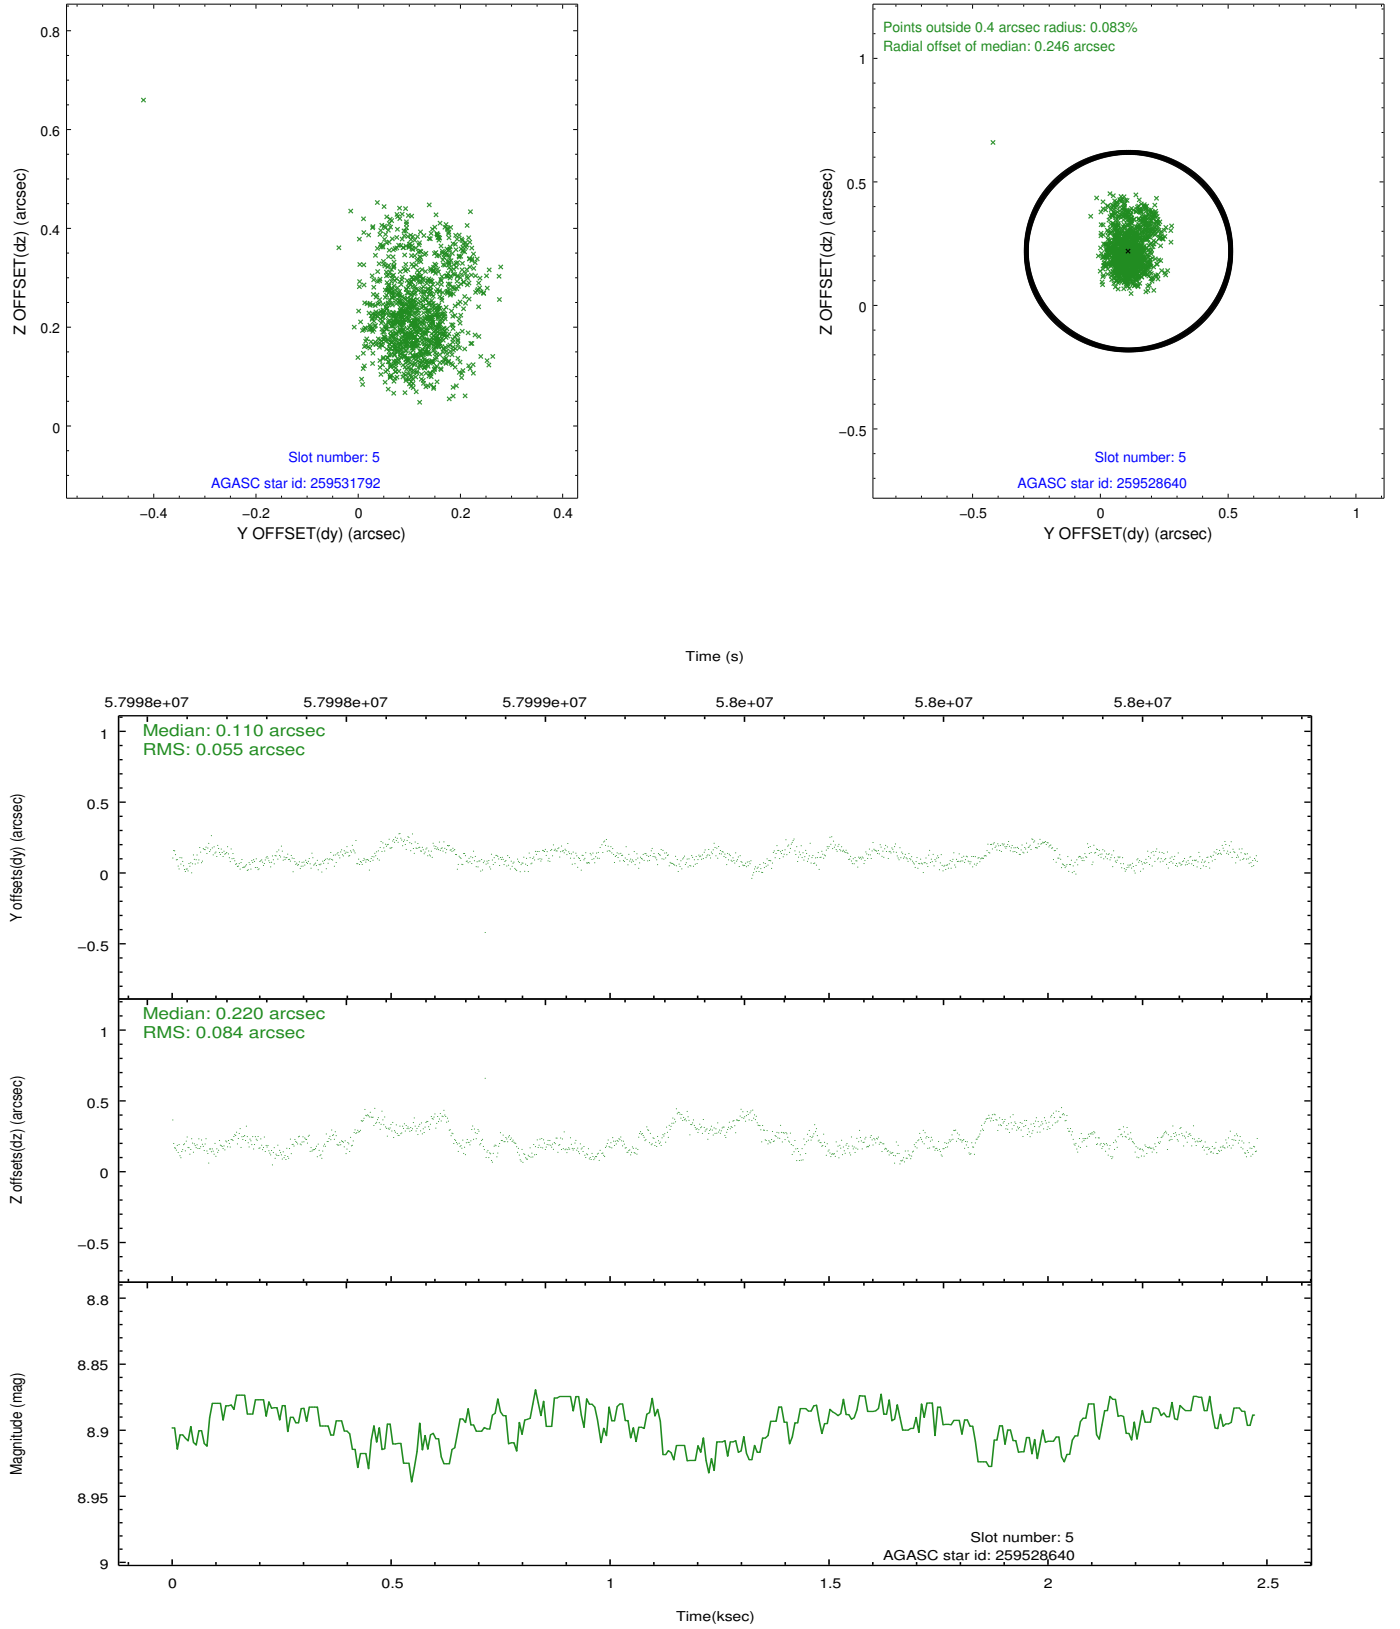 0.8
0.6
0.4
0.2
0
Z OFFSET(dz) (arcsec)
Slot number: 5
AGASC star id: 259531792
−0.4 −0.2 0 0.2 0.4
Y OFFSET(dy) (arcsec)
Points outside 0.4 arcsec radius: 0.083%
Radial offset of median: 0.246 arcsec
1
0.5
0
−0.5
Z OFFSET(dz) (arcsec)
Slot number: 5
AGASC star id: 259528640
−0.5 0 0.5 1
Y OFFSET(dy) (arcsec)
Time (s)
5.7998e+07 5.7998e+07 5.7999e+07 5.8e+07 5.8e+07 5.8e+07
Median: 0.110 arcsec
RMS: 0.055 arcsec
1
0.5
0
−0.5
Y offsets(dy) (arcsec)
Median: 0.220 arcsec
RMS: 0.084 arcsec
1
0.5
0
−0.5
Z offsets(dz) (arcsec)
8.8
8.85
8.9
8.95
9
Magnitude (mag)
Slot number: 5
AGASC star id: 259528640
0 0.5 1 1.5 2 2.5
Time(ksec)